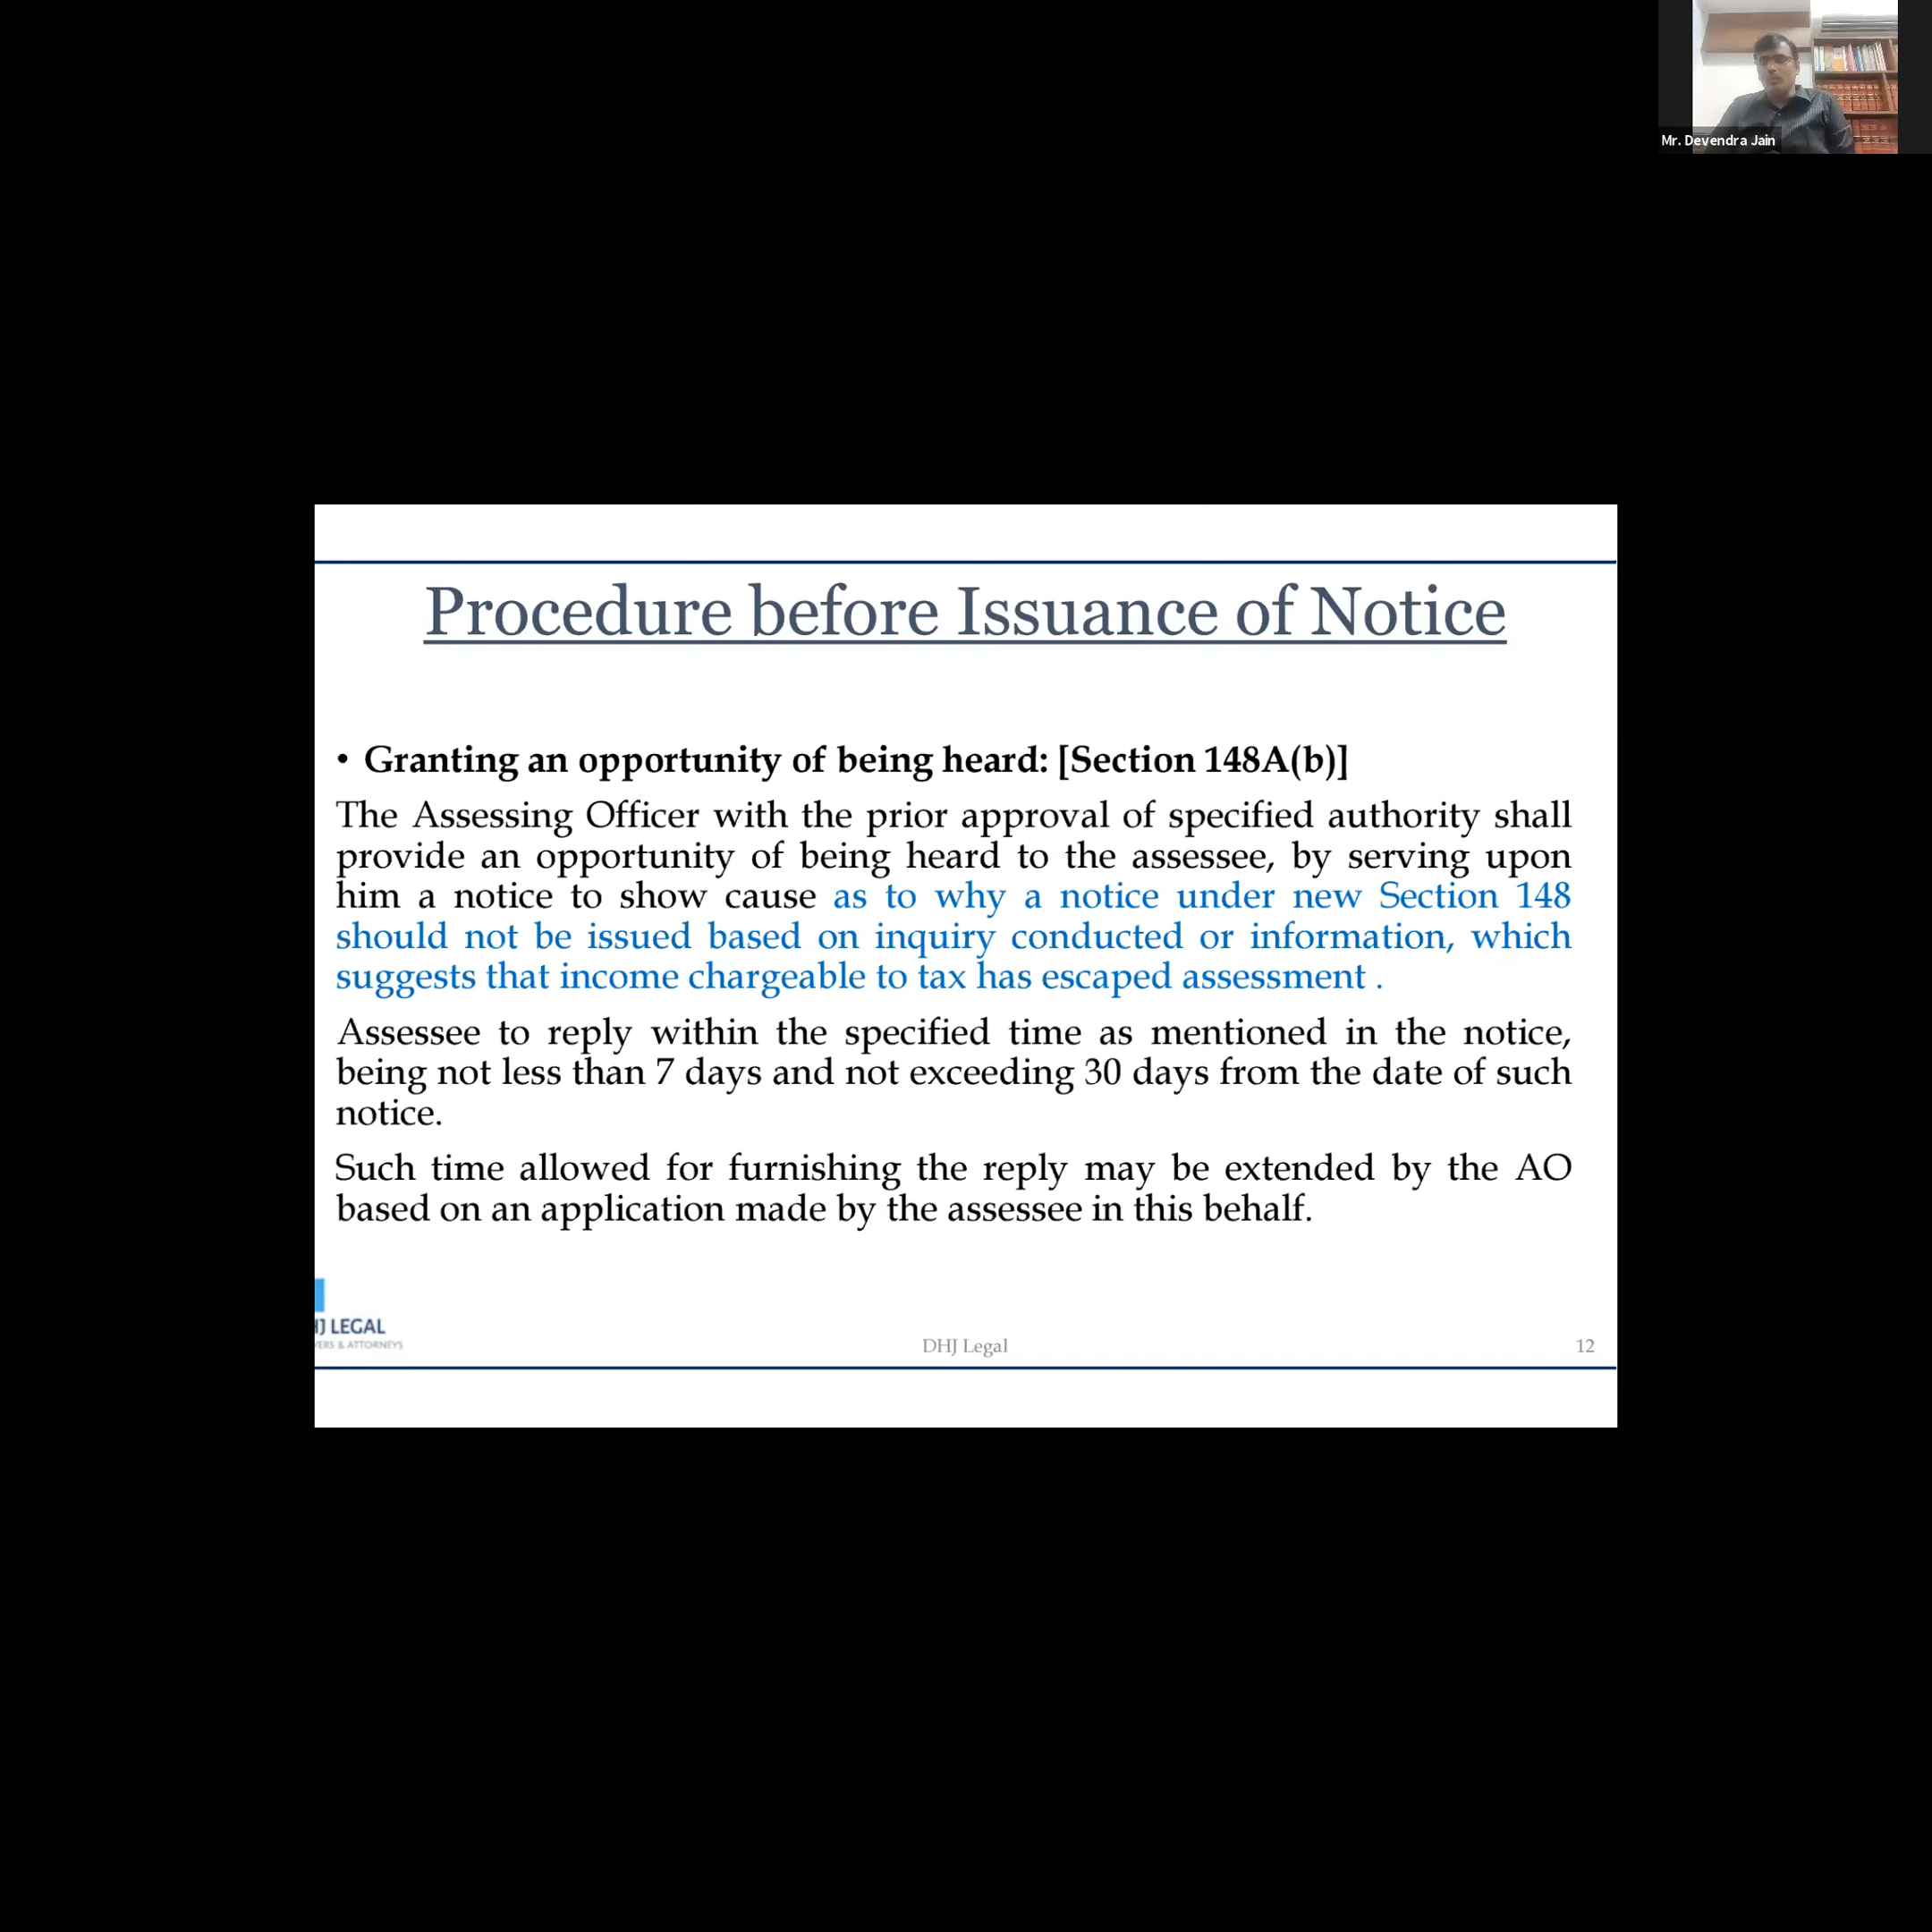 Mr. Devendra Jain
Procedure before Issuance of Notice
• Granting an opportunity of being heard: [Section 148A(b)]
The Assessing Officer with the prior approval of specified authority shall
provide an opportunity of being heard to the assessee, by serving upon
him a notice to show cause as to why a notice under new Section 148
should not be issued based on inquiry conducted or information, which
suggests that income chargeable to tax has escaped assessment .
Assessee to reply within the specified time as mentioned in the notice,
being not less than 7 days and not exceeding 30 days from the date of such
notice.
Such time allowed for furnishing the reply may be extended by the AO
based on an application made by the assessee in this behalf.
LEGAL
& ATTORNEYS
DHJ Legal
12